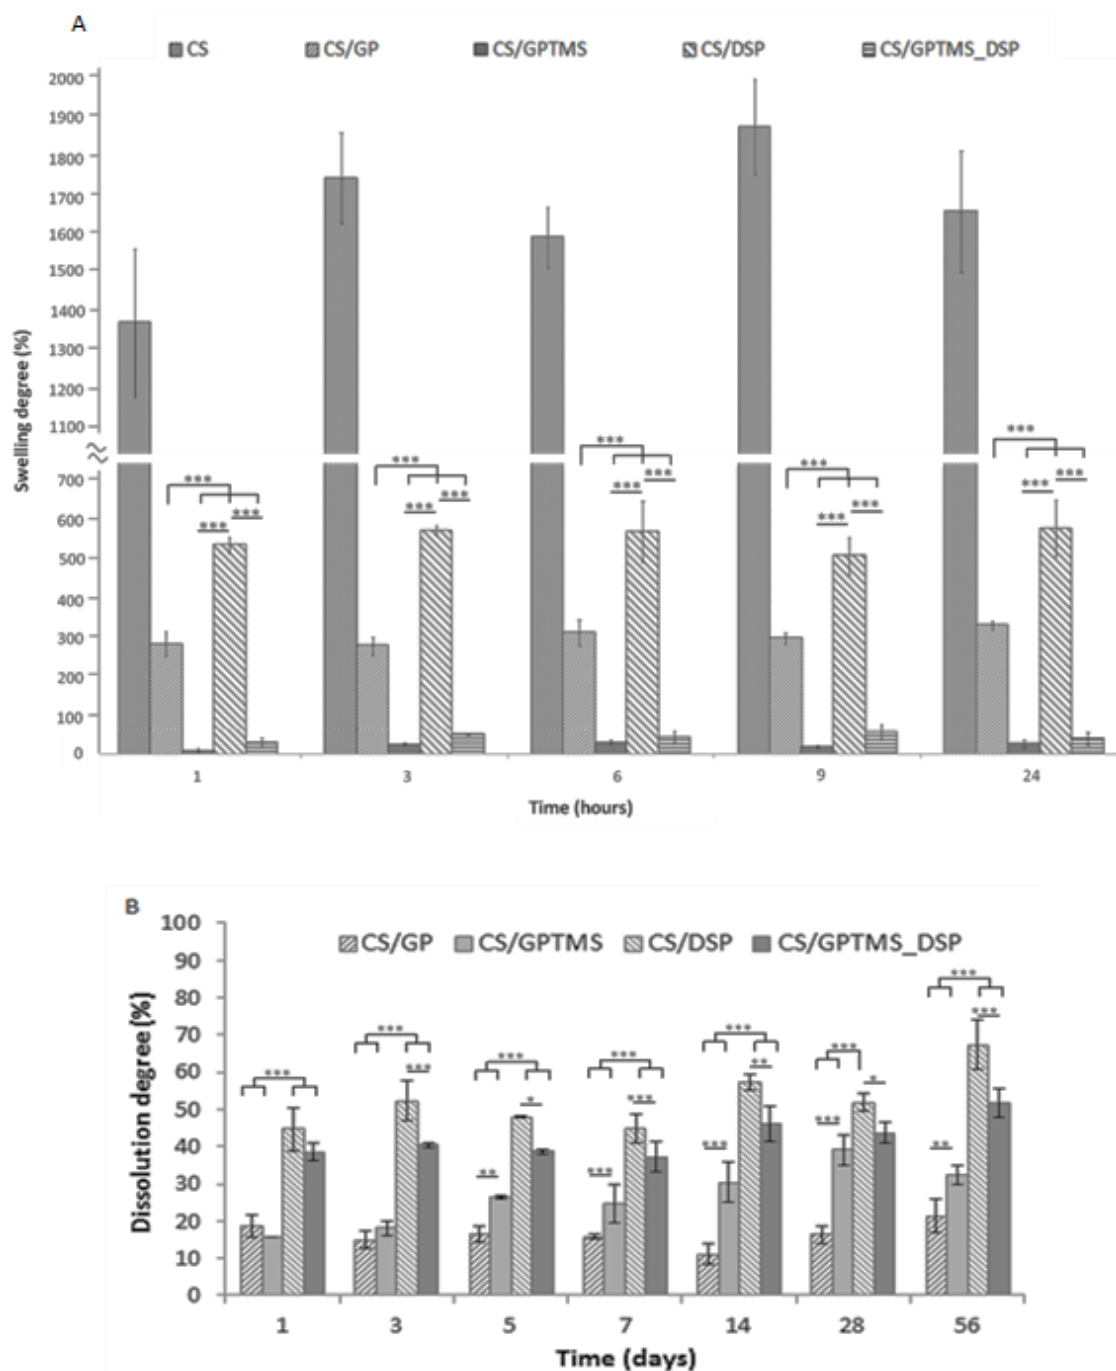 A
CS CS/GP CS/GPTMS CS/DSP CS/GPTMS_DSP
Swelling degree (%)
2000
1900
1800
1700
1600
1500
1400
1300
1200
1100
700
600
500
400
300
200
100
0
*** *** *** *** ***
*** *** *** *** ***
*** *** *** *** ***
1 3 6 9 24
Time (hours)
B
CS/GP CS/GPTMS CS/DSP CS/GPTMS_DSP
Dissolution degree (%)
100
90
80
70
60
50
40
30
20
10
0
*** *** *** *** *** *** ***
*** * *** ** * ***
** *** *** *** **
1 3 5 7 14 28 56
Time (days)